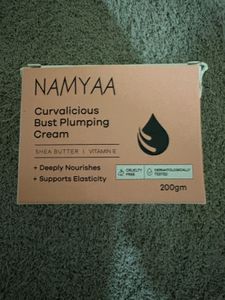 NAMYAA
Curvalicious
Bust Plumping
Cream
SHEA BUTTER | VITAMIN E
+ Deeply Nourishes
+ Supports Elasticity
CRUELTY FREE
DERMATOLOGICALLY TESTED
200gm